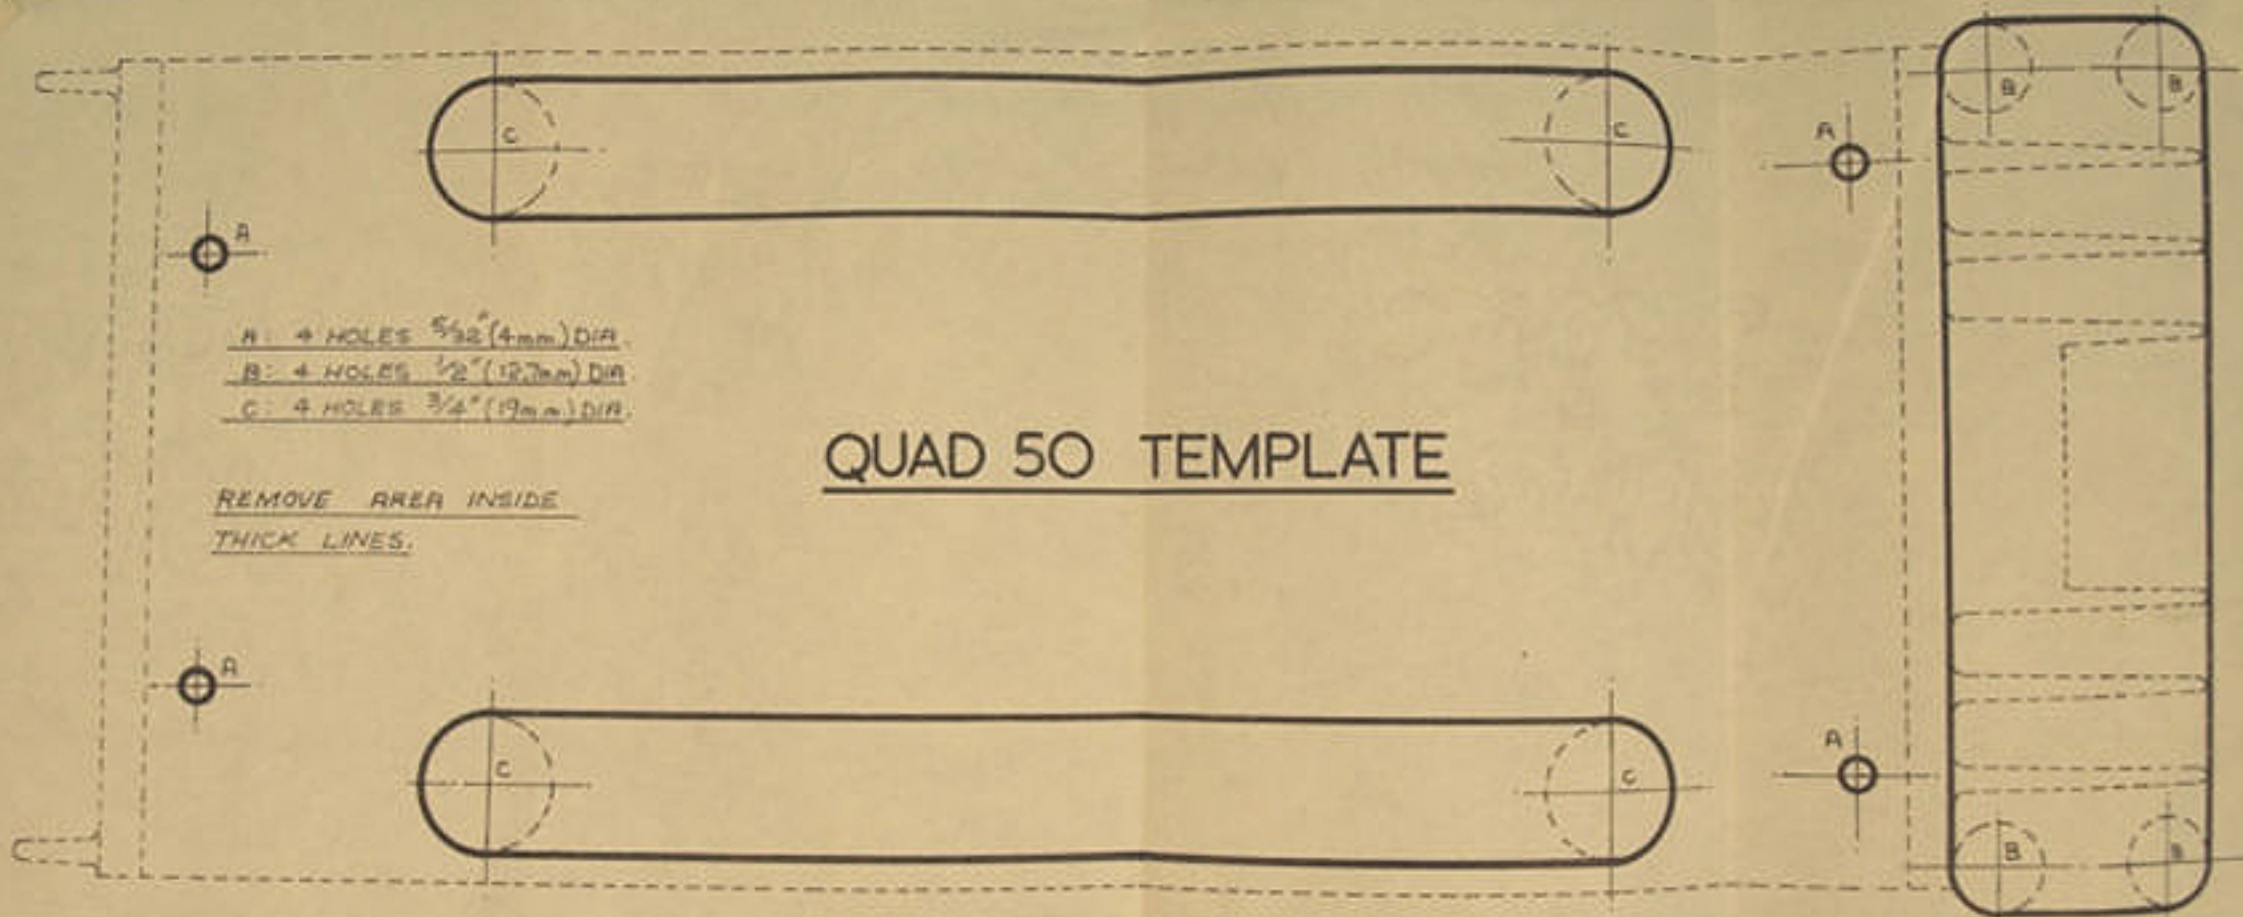 B B
C C A
A
A: 4 HOLES 5/32" (4mm) DIA.
B: 4 HOLES 1/2" (12.7mm) DIA.
C: 4 HOLES 3/4" (19mm) DIA.
QUAD 50 TEMPLATE
REMOVE AREA INSIDE
THICK LINES.
A
C C A
B B